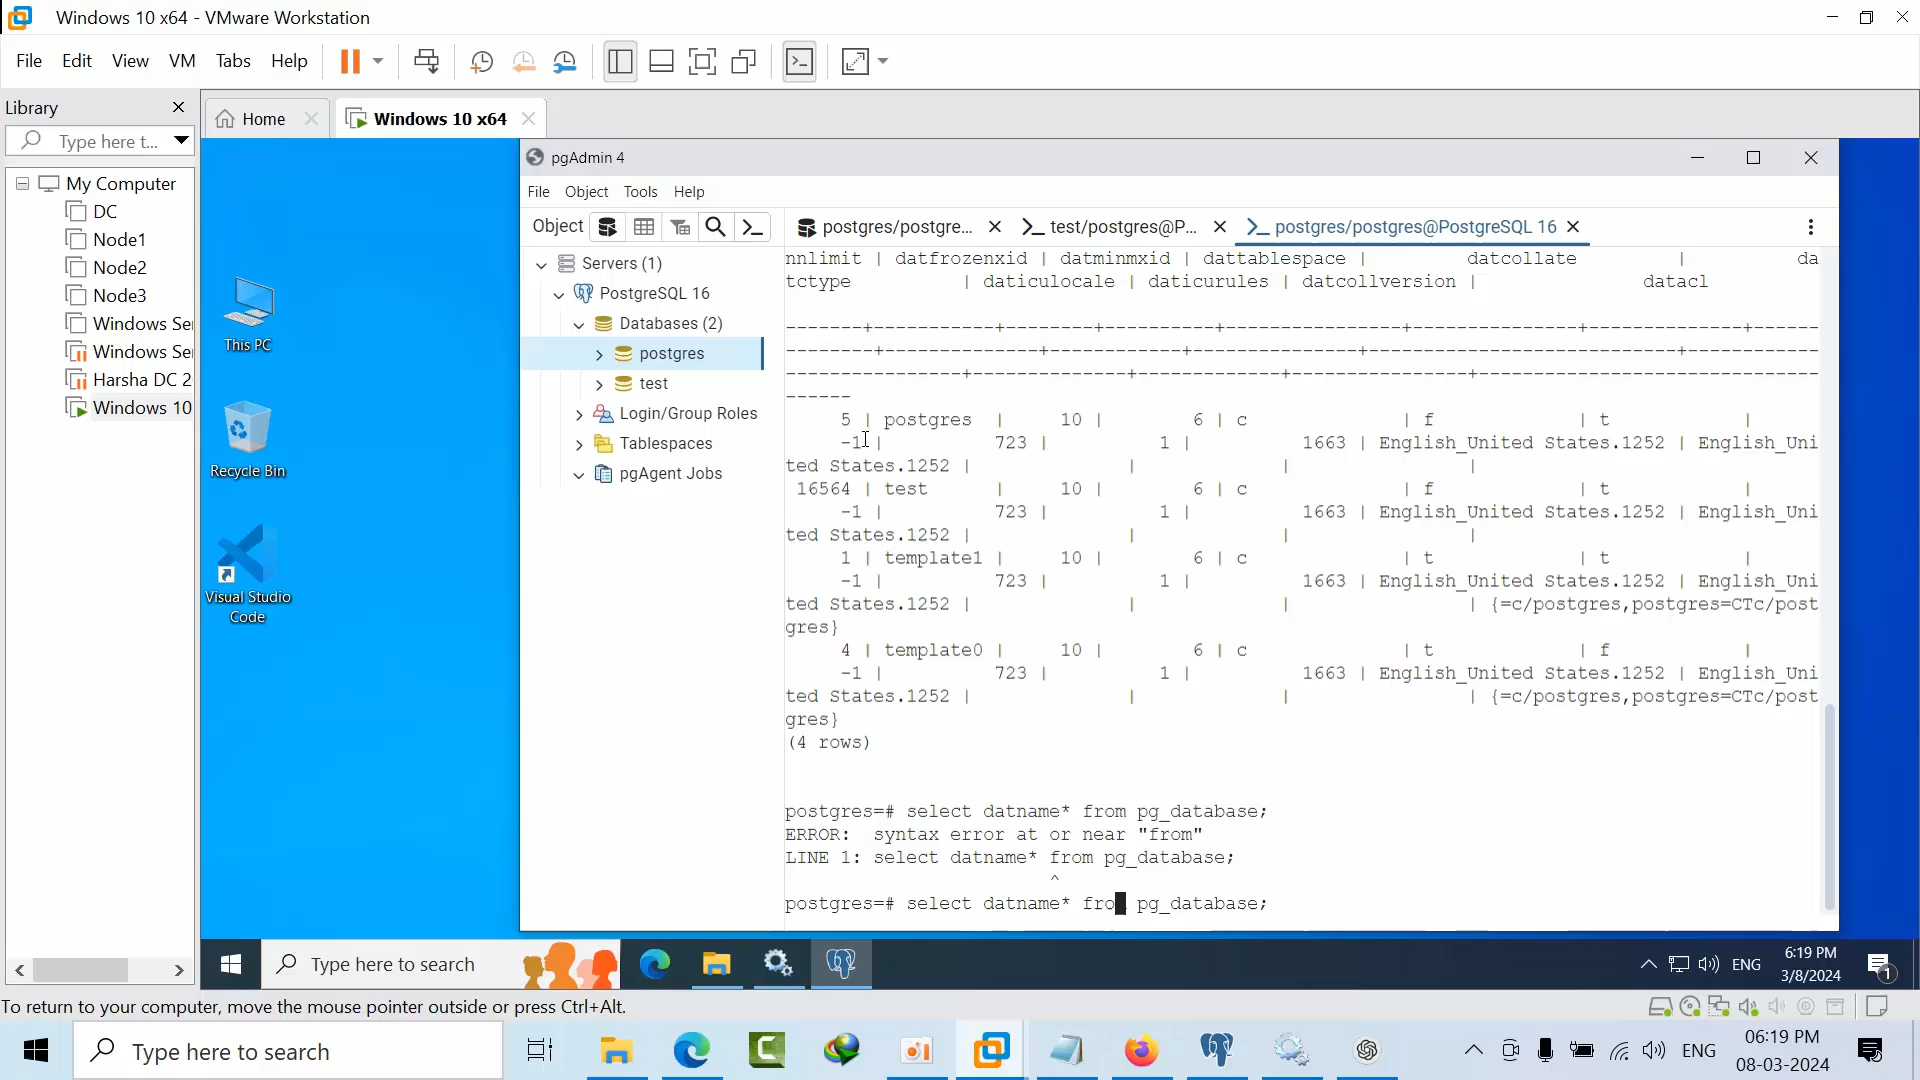 Windows 10 x64 - VMware Workstation
File Edit View VM Tabs Help
Library
Type here t...
My Computer
DC
Node1
Node2
Node3
Windows Se
Windows Se
Harsha DC 2
Windows 10
Home
Windows 10 x64
This PC
Recycle Bin
Visual Studio
Code
pgAdmin 4
File Object Tools Help
Object
postgres/postgre...
test/postgres@P...
postgres/postgres@PostgreSQL 16
Servers (1)
PostgreSQL 16
Databases (2)
postgres
test
Login/Group Roles
Tablespaces
pgAgent Jobs
nnlimit | datfrozenxid | datminmxid | dattablespace | datcollate | da
tctype | daticulocale | daticurules | datcollversion | datacl
-------+-----------+--------+----------+----------------+---------------+--------------+------
--------+--------------+------------+---------------+----------------------------+------------
----------------+--------------+-------------+----------------+-------------------------------
------
5 | postgres | 10 | 6 | c | f | t |
-1 | 723 | 1 | 1663 | English_United States.1252 | English_Uni
ted States.1252 | | | |
16564 | test | 10 | 6 | c | f | t |
-1 | 723 | 1 | 1663 | English_United States.1252 | English_Uni
ted States.1252 | | | |
1 | template1 | 10 | 6 | c | t | t |
-1 | 723 | 1 | 1663 | English_United States.1252 | English_Uni
ted States.1252 | | | | {=c/postgres,postgres=CTc/post
gres}
4 | template0 | 10 | 6 | c | t | f |
-1 | 723 | 1 | 1663 | English_United States.1252 | English_Uni
ted States.1252 | | | | {=c/postgres,postgres=CTc/post
gres}
(4 rows)
postgres=# select datname* from pg_database;
ERROR: syntax error at or near "from"
LINE 1: select datname* from pg_database;
^
postgres=# select datname* fro pg_database;
Type here to search
ENG
6:19 PM
3/8/2024
1
To return to your computer, move the mouse pointer outside or press Ctrl+Alt.
Type here to search
ENG
06:19 PM
08-03-2024